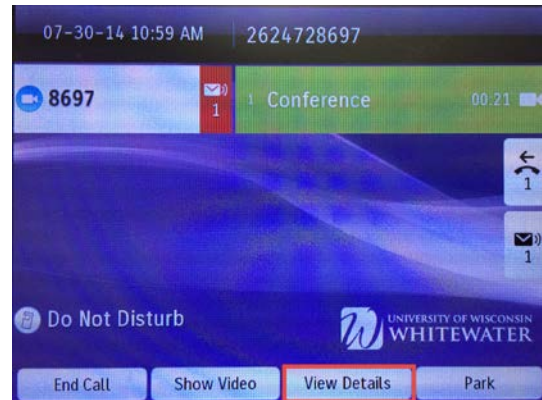 07-30-14 10:59 AM 2624728697
8697 1 1 Conference 00:21
1
1
Do Not Disturb
UNIVERSITY OF WISCONSIN
WHITEWATER
End Call Show Video View Details Park